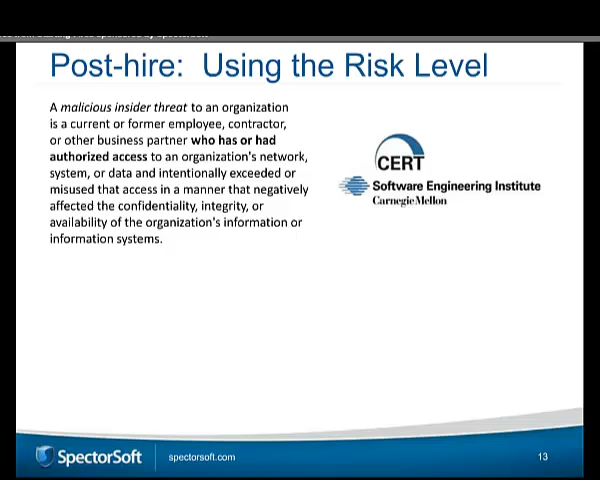 Post-hire: Using the Risk Level
A malicious insider threat to an organization
is a current or former employee, contractor,
or other business partner who has or had
authorized access to an organization's network,
system, or data and intentionally exceeded or
misused that access in a manner that negatively
affected the confidentiality, integrity, or
availability of the organization's information or
information systems.
CERT
Software Engineering Institute
CarnegieMellon
SpectorSoft
spectorsoft.com
13